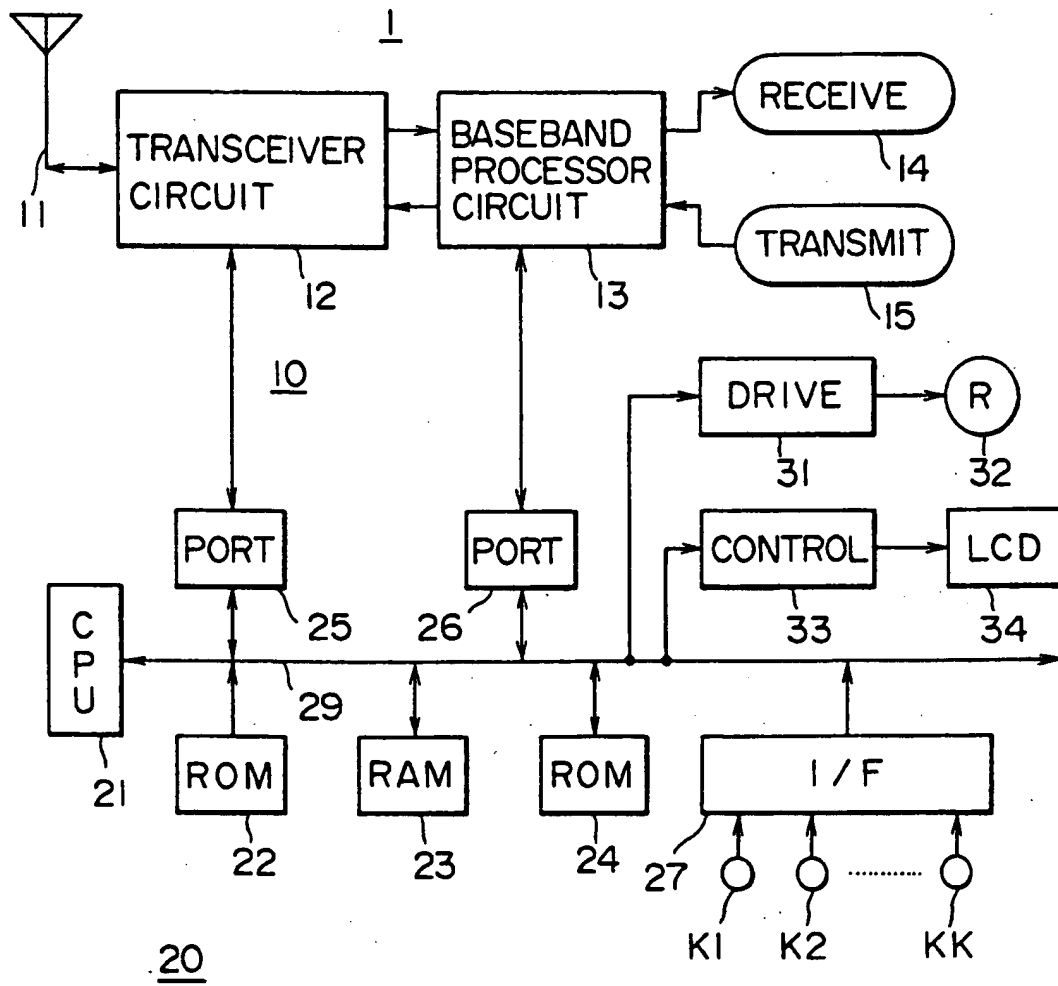 1
TRANSCEIVER
CIRCUIT
BASEBAND
PROCESSOR
CIRCUIT
RECEIVE
14
TRANSMIT
15
11
12
13
10
DRIVE
31
R
32
PORT
25
PORT
26
CONTROL
33
LCD
34
CPU
21
29
ROM
22
RAM
23
ROM
24
I/F
27
K1
K2
KK
20